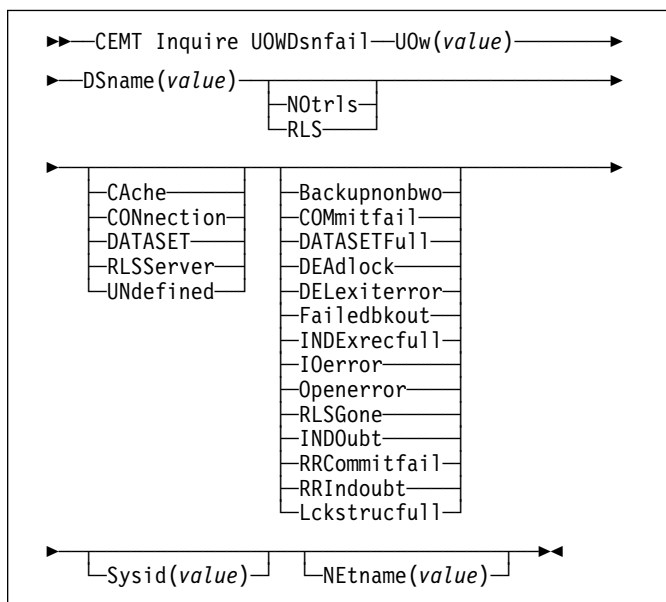 CEMT Inquire UOWDsnfail UOw(value)
DSname(value)
NOtrls
RLS
CAche
CONnection
DATASET
RLSServer
UNdefined
Backupnonbwo
COMmitfail
DATASETFull
DEAdlock
DELexiterror
Failedbkout
INDExrecfull
IOerror
Openerror
RLSGone
INDOubt
RRCommitfail
RRIndoubt
Lckstrucfull
Sysid(value) NEtname(value)